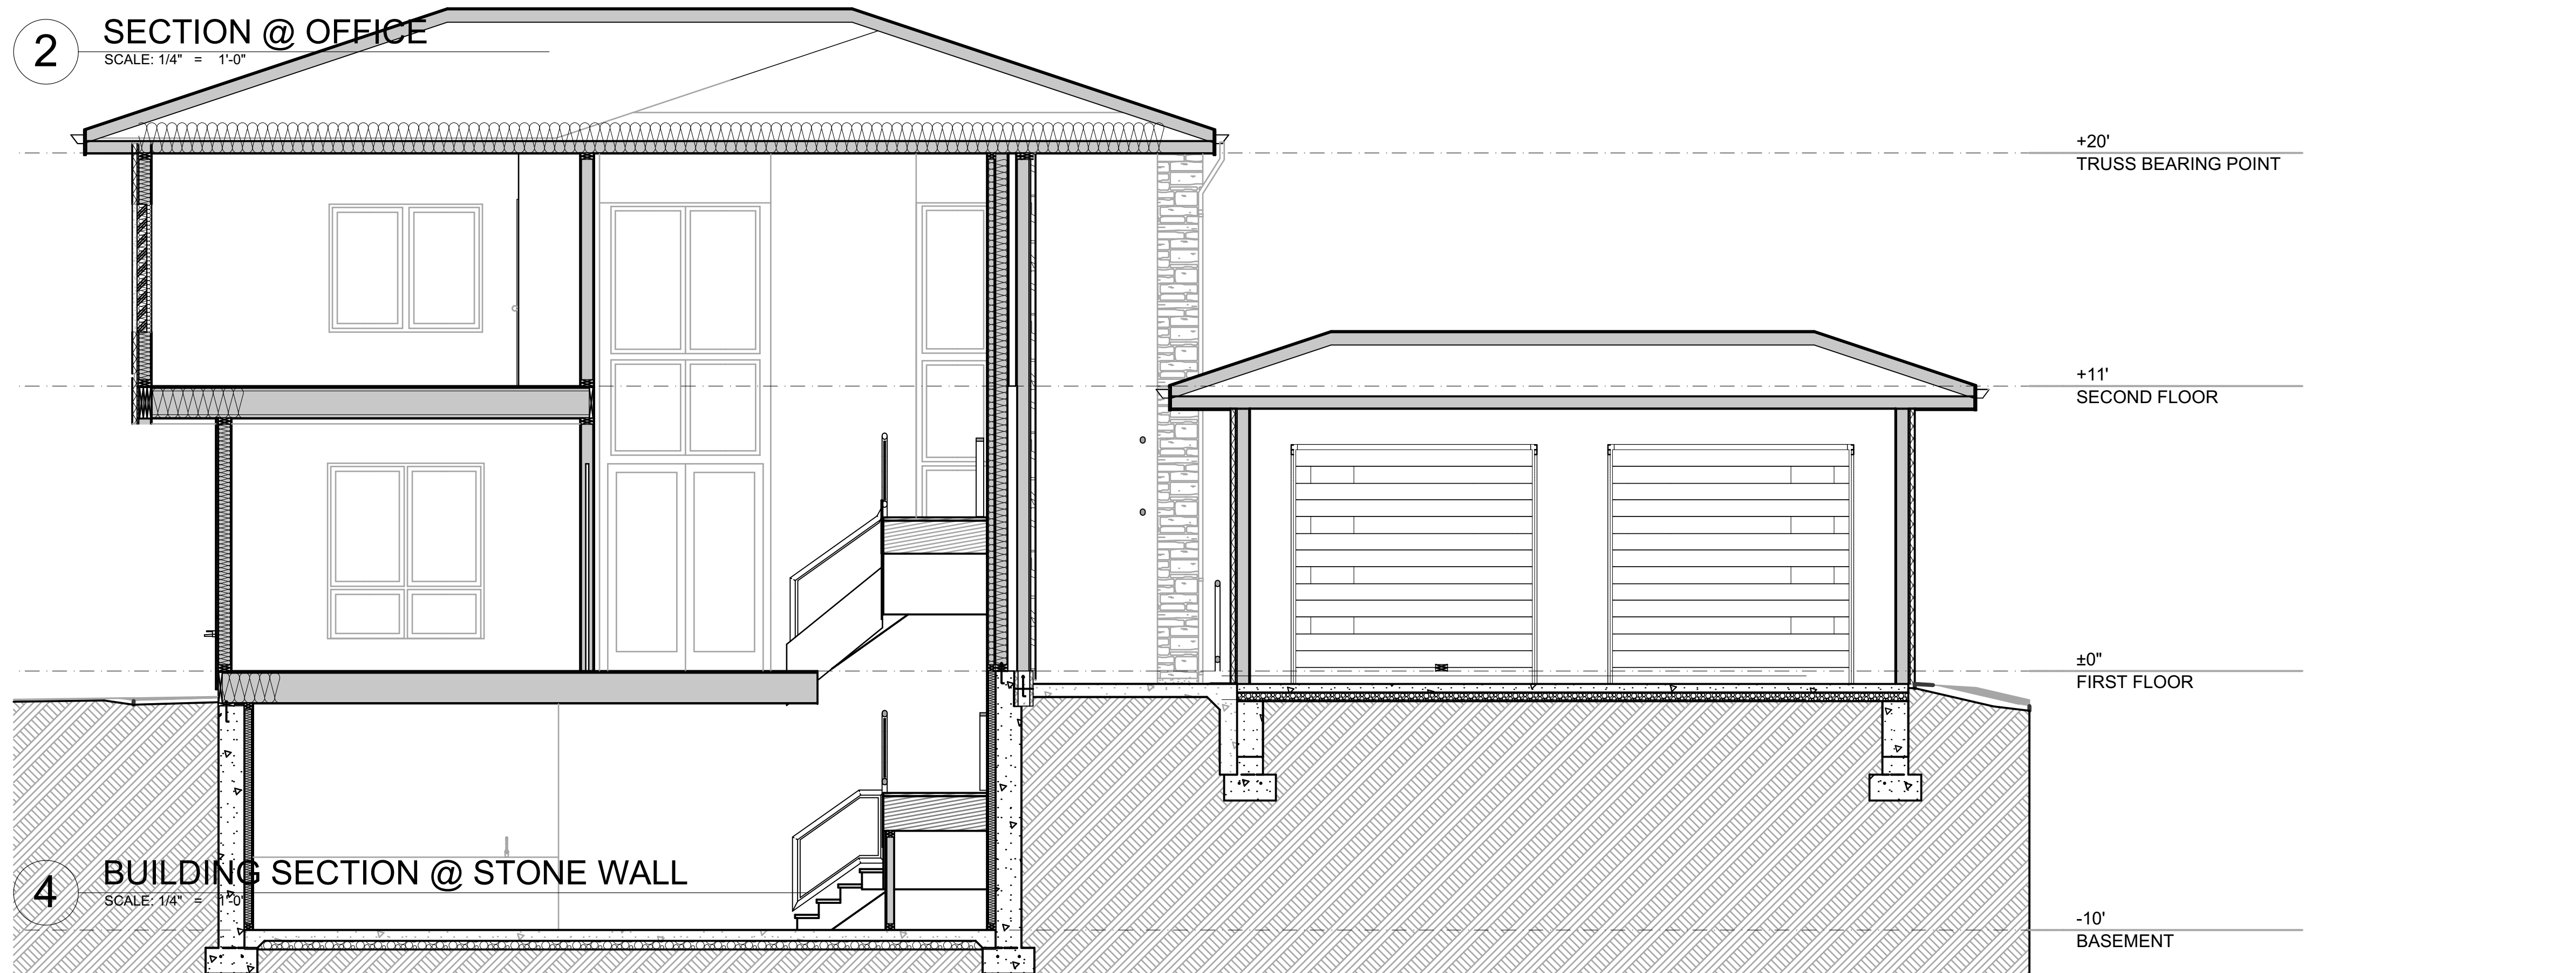 2
SECTION @ OFFICE
SCALE: 1/4" = 1'-0"
+20'
TRUSS BEARING POINT
+11'
SECOND FLOOR
±0"
FIRST FLOOR
4
BUILDING SECTION @ STONE WALL
SCALE: 1/4" = 1'-0"
-10'
BASEMENT